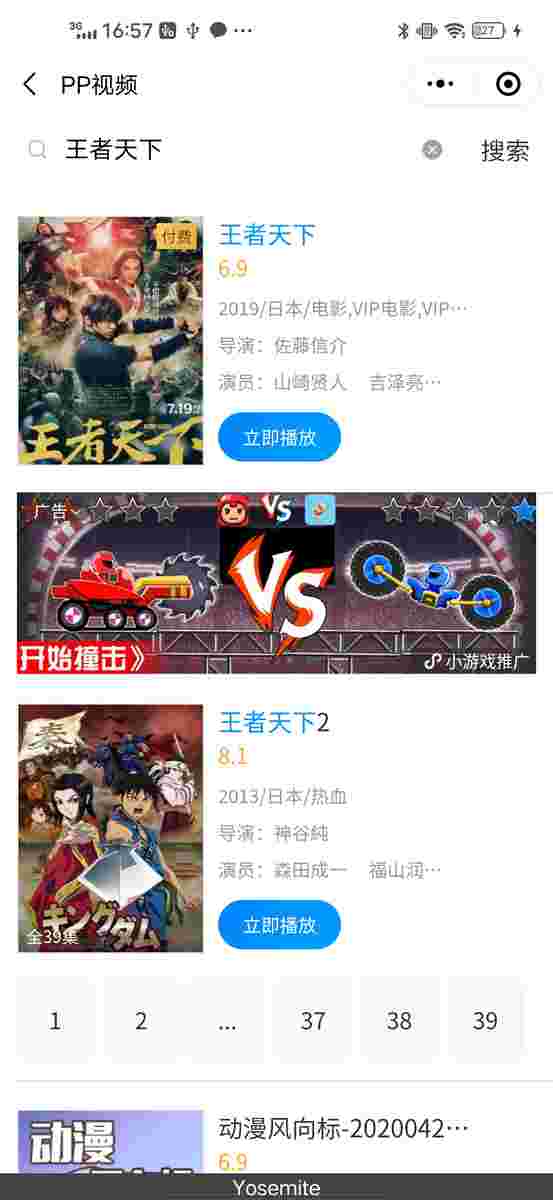 3G 16:57 27
PP视频
王者天下 搜索
付费
7.19
王者天下
王者天下
6.9
2019/日本/电影,VIP电影,VIP…
导演：佐藤信介
演员：山崎贤人 吉泽亮…
立即播放
广告
VS
VS
开始撞击》
小游戏推广
キングダム
全39集
王者天下2
8.1
2013/日本/热血
导演：神谷純
演员：森田成一 福山润…
立即播放
1 2 ... 37 38 39
动漫
动漫风向标-2020042…
6.9
Yosemite